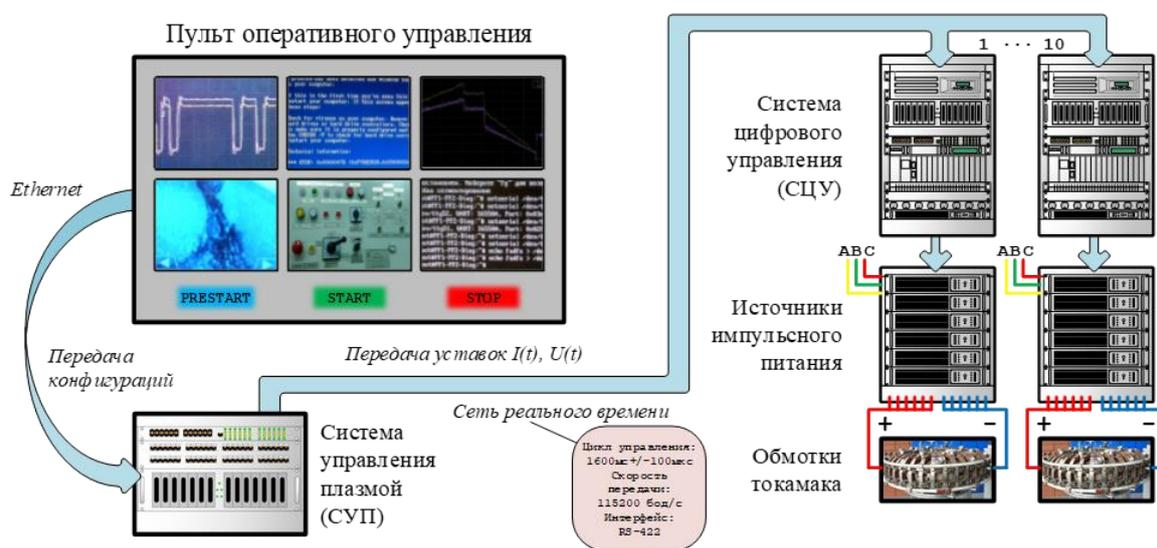 Пульт оперативного управления
PRESTART
START
STOP
Ethernet
Передача
конфигураций
Передача уставок I(t), U(t)
Сеть реального времени
Цикл управления:
1600мс+/-100мкс
Скорость
передачи:
115200 бод/с
Интерфейс:
RS-422
Система
управления
плазмой
(СУП)
1 ... 10
Система
цифрового
управления
(СЦУ)
ABC
ABC
Источники
импульсного
питания
+
−
+
−
Обмотки
токамака